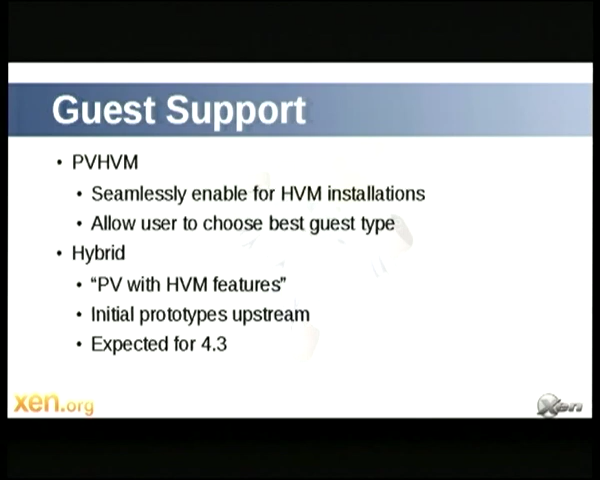 Guest Support
• PVHVM
• Seamlessly enable for HVM installations
• Allow user to choose best guest type
• Hybrid
• “PV with HVM features”
• Initial prototypes upstream
• Expected for 4.3
xen.org
Xen